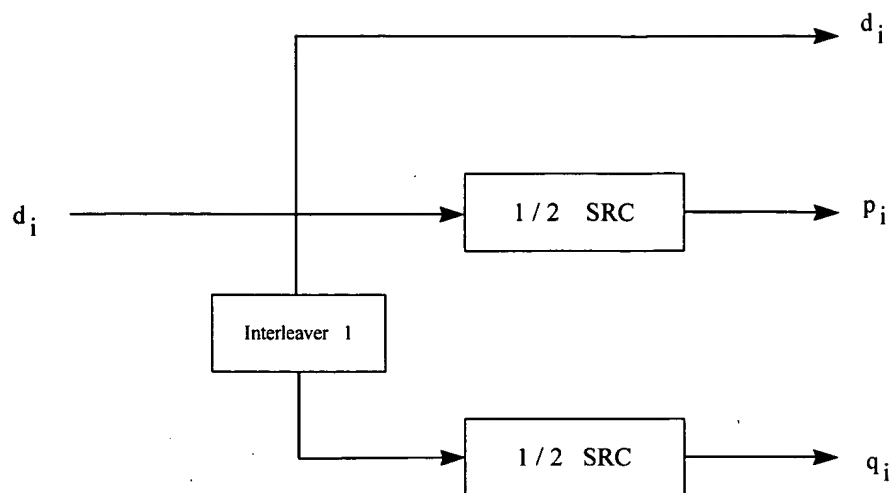 d_i
1 / 2 SRC
d_i
p_i
Interleaver 1
1 / 2 SRC
q_i